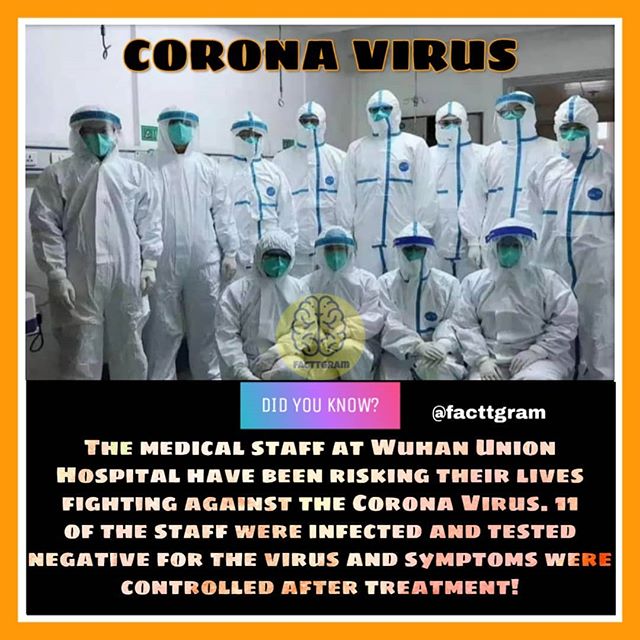 CORONA VIRUS
FACTTGRAM
DID YOU KNOW?
@facttgram
The medical staff at Wuhan Union
Hospital have been risking their lives
fighting against the Corona Virus. 11
of the staff were infected and tested
negative for the virus and symptoms were
controlled after treatment!